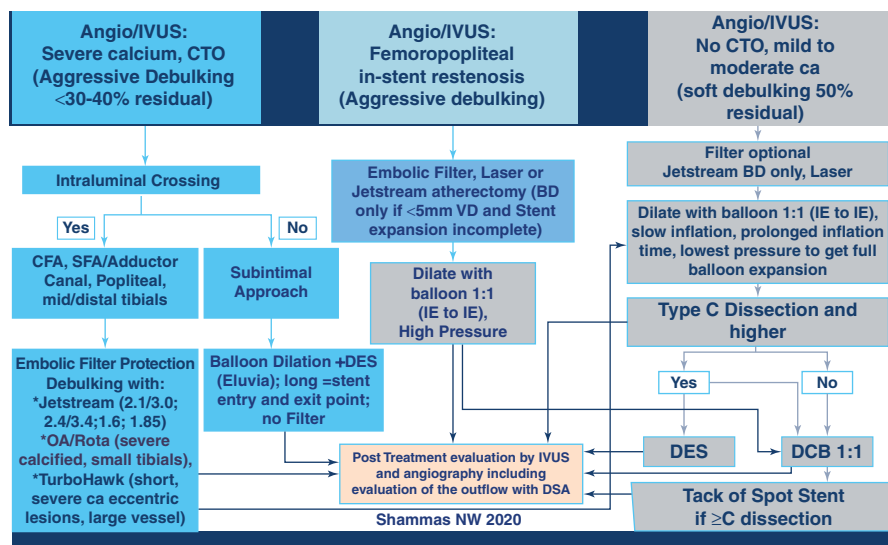 Angio/IVUS:
Severe calcium, CTO
(Aggressive Debulking
<30-40% residual)
Angio/IVUS:
Femoropopliteal
in-stent restenosis
(Aggressive debulking)
Angio/IVUS:
No CTO, mild to
moderate ca
(soft debulking 50%
residual)
Intraluminal Crossing
Yes
No
CFA, SFA/Adductor
Canal, Popliteal,
mid/distal tibials
Subintimal
Approach
Embolic Filter Protection
Debulking with:
*Jetstream (2.1/3.0;
2.4/3.4;1.6; 1.85)
*OA/Rota (severe
calcified, small tibials),
*TurboHawk (short,
severe ca eccentric
lesions, large vessel)
Balloon Dilation +DES
(Eluvia); long =stent
entry and exit point;
no Filter
Embolic Filter, Laser or
Jetstream atherectomy (BD
only if <5mm VD and Stent
expansion incomplete)
Dilate with
balloon 1:1
(IE to IE),
High Pressure
Filter optional
Jetstream BD only, Laser
Dilate with balloon 1:1 (IE to IE),
slow inflation, prolonged inflation
time, lowest pressure to get full
balloon expansion
Type C Dissection and
higher
Yes
No
DES
DCB 1:1
Tack of Spot Stent
if ≥C dissection
Post Treatment evaluation by IVUS
and angiography including
evaluation of the outflow with DSA
Shammas NW 2020